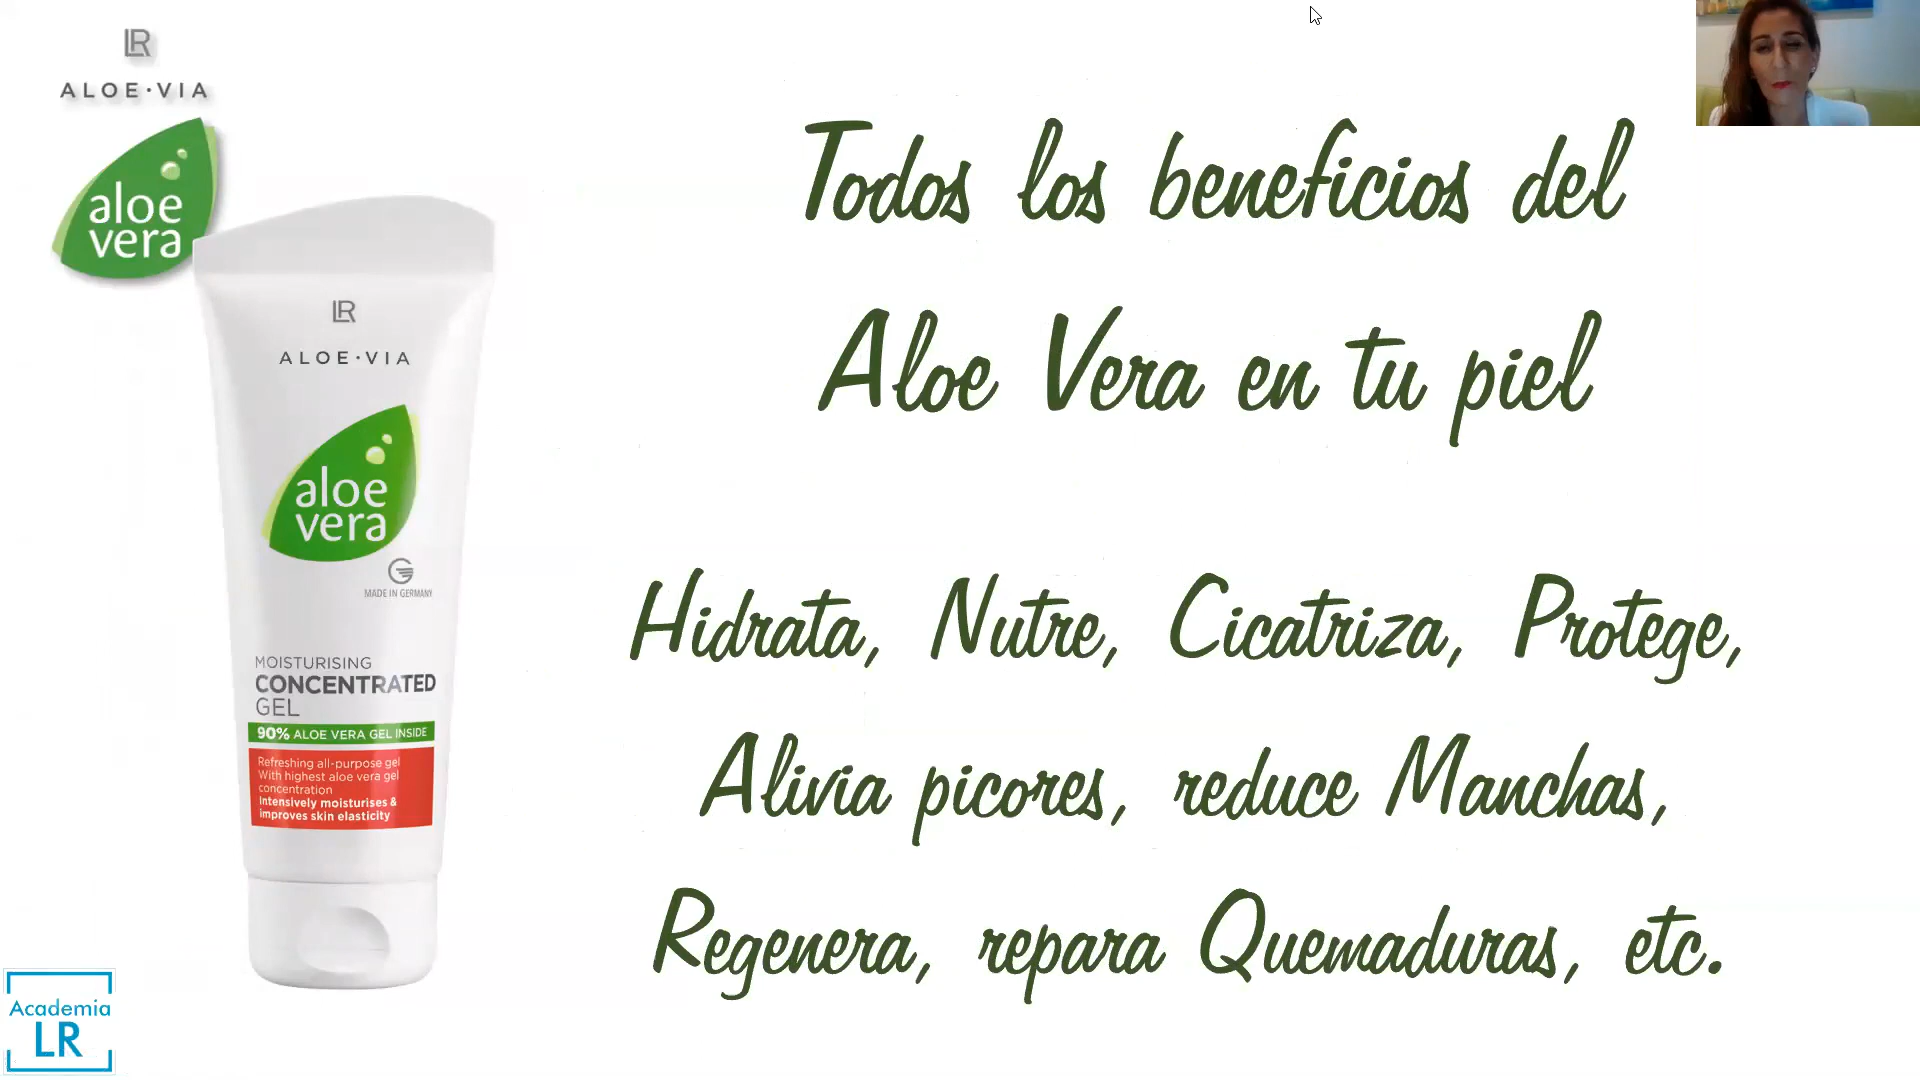 LR
ALOE·VIA
aloe
vera
Todos los beneficios del
Aloe Vera en tu piel
Hidrata, Nutre, Cicatriza, Protege,
Alivia picores, reduce Manchas,
Regenera, repara Quemaduras, etc.
LR
ALOE·VIA
aloe
vera
MADE IN GERMANY
MOISTURISING
CONCENTRATED
GEL
90% ALOE VERA GEL INSIDE
Refreshing all-purpose gel
With highest aloe vera gel
concentration
Intensively moisturises &
improves skin elasticity
Academia
LR